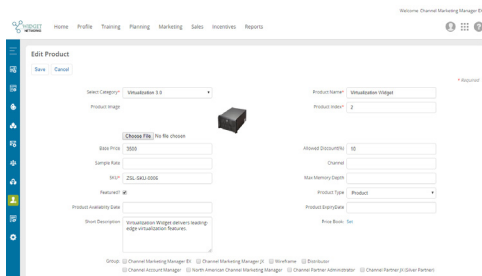 Welcome Channel Marketing Manager BX
WIDGET NETWORKS
Home Profile Training Planning Marketing Sales Incentives Reports
Edit Product
Save Cancel
* Required
Select Category* Virtualization 3.0 Product Name* Virtualization Widget
Product Image Product Index* 2
Choose File No file chosen
Base Price 3500 Allowed Discount(%) 10
Sample Rate Channel
SKU* ZSL-SKU-0006 Max Memory Depth
Featured? Product Type Product
Product Availability Date Product ExpiryDate
Short Description Virtualization Widget delivers leading- Price Book Set
edge virtualization features.
Group: Channel Marketing Manager BX Channel Marketing Manager JX Wireframe Distributor
Channel Account Manager North American Channel Marketing Manager Channel Partner Administrator Channel Partner JX (Silver Partner)